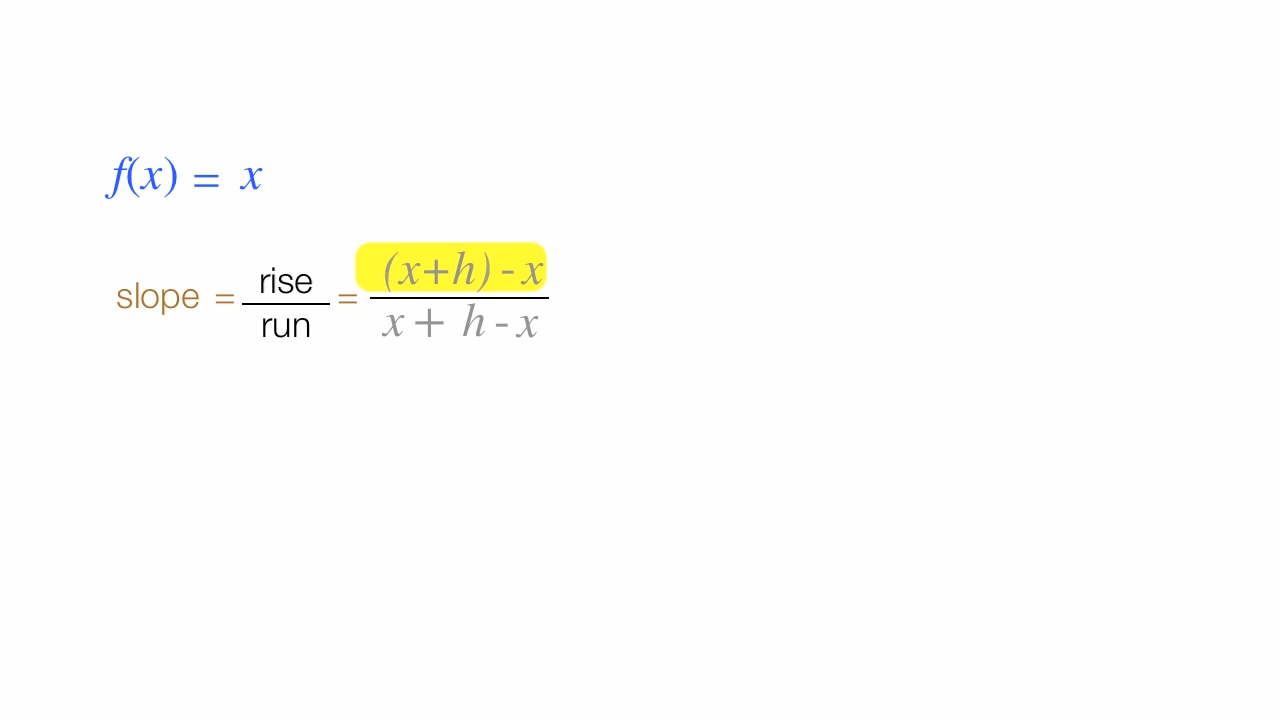 f(x) = x
slope = rise/run = (x+h) - x / x + h - x